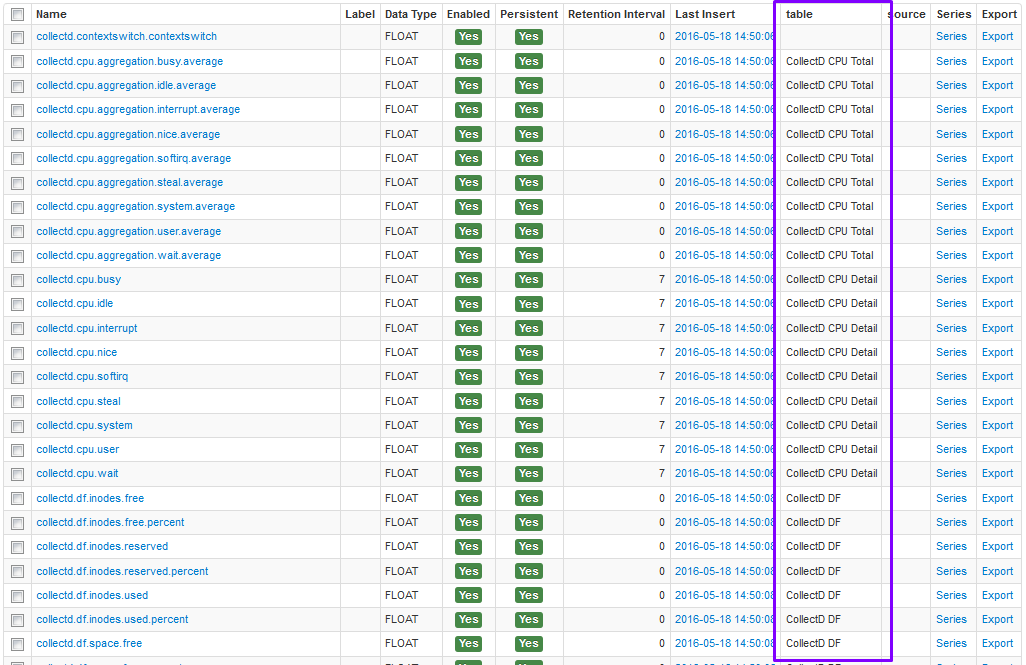 Name Label Data Type Enabled Persistent Retention Interval Last Insert table source Series Export
collectd.contextswitch.contextswitch FLOAT Yes Yes 0 2016-05-18 14:50:06 Series Export
collectd.cpu.aggregation.busy.average FLOAT Yes Yes 0 2016-05-18 14:50:06 CollectD CPU Total Series Export
collectd.cpu.aggregation.idle.average FLOAT Yes Yes 0 2016-05-18 14:50:06 CollectD CPU Total Series Export
collectd.cpu.aggregation.interrupt.average FLOAT Yes Yes 0 2016-05-18 14:50:06 CollectD CPU Total Series Export
collectd.cpu.aggregation.nice.average FLOAT Yes Yes 0 2016-05-18 14:50:06 CollectD CPU Total Series Export
collectd.cpu.aggregation.softirq.average FLOAT Yes Yes 0 2016-05-18 14:50:06 CollectD CPU Total Series Export
collectd.cpu.aggregation.steal.average FLOAT Yes Yes 0 2016-05-18 14:50:06 CollectD CPU Total Series Export
collectd.cpu.aggregation.system.average FLOAT Yes Yes 0 2016-05-18 14:50:06 CollectD CPU Total Series Export
collectd.cpu.aggregation.user.average FLOAT Yes Yes 0 2016-05-18 14:50:06 CollectD CPU Total Series Export
collectd.cpu.aggregation.wait.average FLOAT Yes Yes 0 2016-05-18 14:50:06 CollectD CPU Total Series Export
collectd.cpu.busy FLOAT Yes Yes 7 2016-05-18 14:50:06 CollectD CPU Detail Series Export
collectd.cpu.idle FLOAT Yes Yes 7 2016-05-18 14:50:06 CollectD CPU Detail Series Export
collectd.cpu.interrupt FLOAT Yes Yes 7 2016-05-18 14:50:06 CollectD CPU Detail Series Export
collectd.cpu.nice FLOAT Yes Yes 7 2016-05-18 14:50:06 CollectD CPU Detail Series Export
collectd.cpu.softirq FLOAT Yes Yes 7 2016-05-18 14:50:06 CollectD CPU Detail Series Export
collectd.cpu.steal FLOAT Yes Yes 7 2016-05-18 14:50:06 CollectD CPU Detail Series Export
collectd.cpu.system FLOAT Yes Yes 7 2016-05-18 14:50:06 CollectD CPU Detail Series Export
collectd.cpu.user FLOAT Yes Yes 7 2016-05-18 14:50:06 CollectD CPU Detail Series Export
collectd.cpu.wait FLOAT Yes Yes 7 2016-05-18 14:50:06 CollectD CPU Detail Series Export
collectd.df.inodes.free FLOAT Yes Yes 0 2016-05-18 14:50:08 CollectD DF Series Export
collectd.df.inodes.free.percent FLOAT Yes Yes 0 2016-05-18 14:50:08 CollectD DF Series Export
collectd.df.inodes.reserved FLOAT Yes Yes 0 2016-05-18 14:50:08 CollectD DF Series Export
collectd.df.inodes.reserved.percent FLOAT Yes Yes 0 2016-05-18 14:50:08 CollectD DF Series Export
collectd.df.inodes.used FLOAT Yes Yes 0 2016-05-18 14:50:08 CollectD DF Series Export
collectd.df.inodes.used.percent FLOAT Yes Yes 0 2016-05-18 14:50:08 CollectD DF Series Export
collectd.df.space.free FLOAT Yes Yes 0 2016-05-18 14:50:08 CollectD DF Series Export